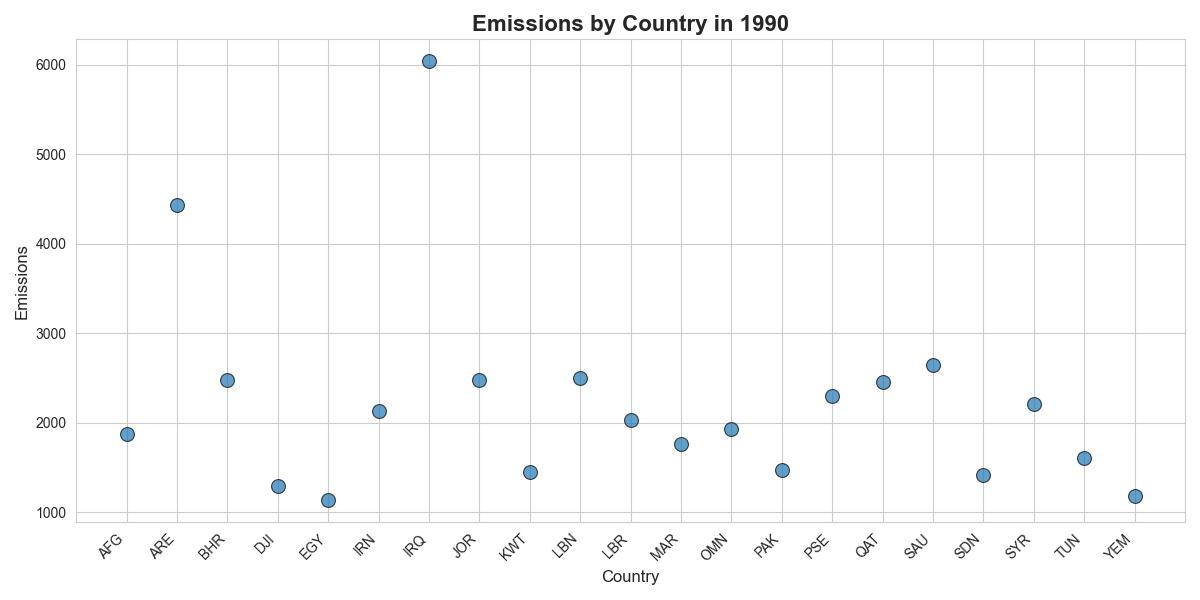 Emissions by Country in 1990
Emissions
6000
5000
4000
3000
2000
1000
AFG ARE BHR DJI EGY IRN IRQ JOR KWT LBN LBR MAR OMN PAK PSE QAT SAU SDN SYR TUN YEM
Country